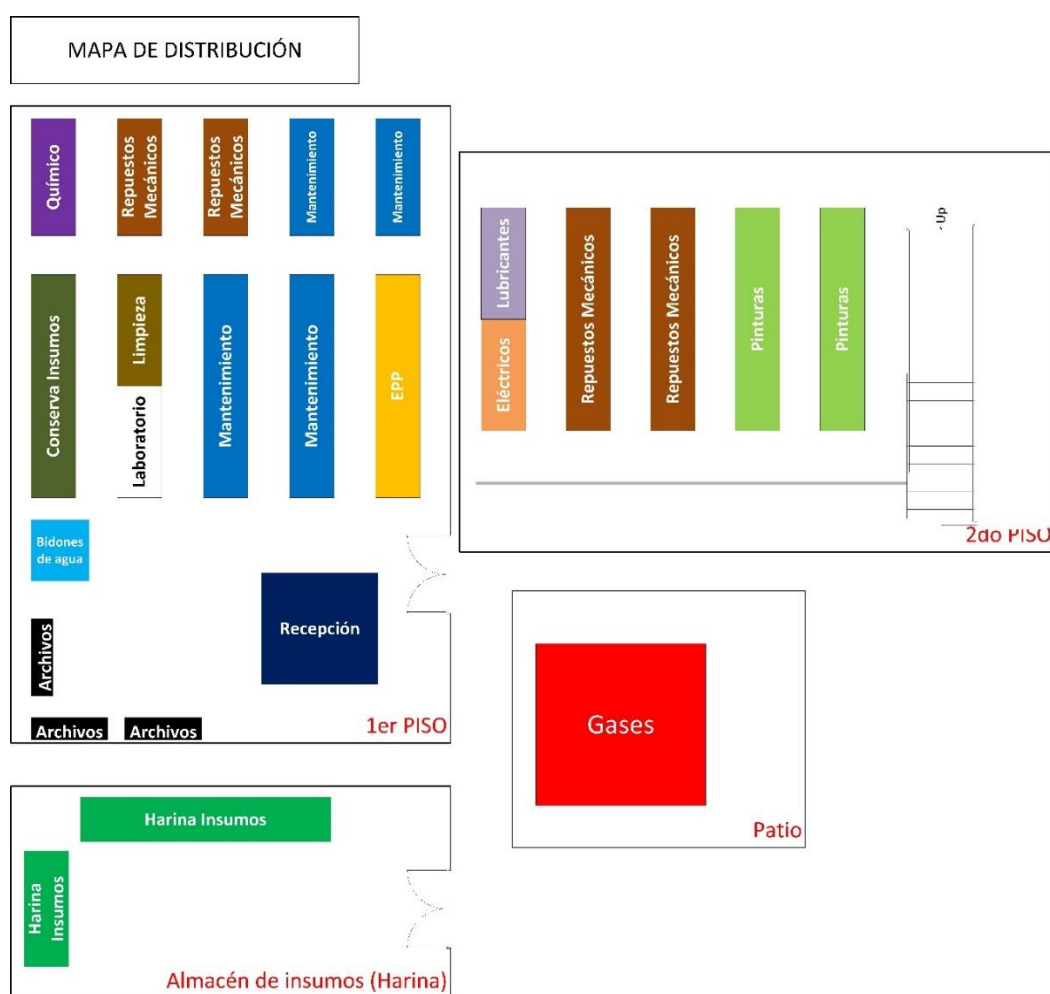 MAPA DE DISTRIBUCIÓN
Químico
Repuestos
Mecánicos
Repuestos
Mecánicos
Mantenimiento
Mantenimiento
Conserva Insumos
Limpieza
Laboratorio
Mantenimiento
Mantenimiento
EPP
Bidones
de agua
Archivos
Recepción
Archivos
Archivos
1er PISO
Lubricantes
Eléctricos
Repuestos Mecánicos
Repuestos Mecánicos
Pinturas
Pinturas
Up
2do PISO
Gases
Patio
Harina Insumos
Harina
Insumos
Almacén de insumos (Harina)